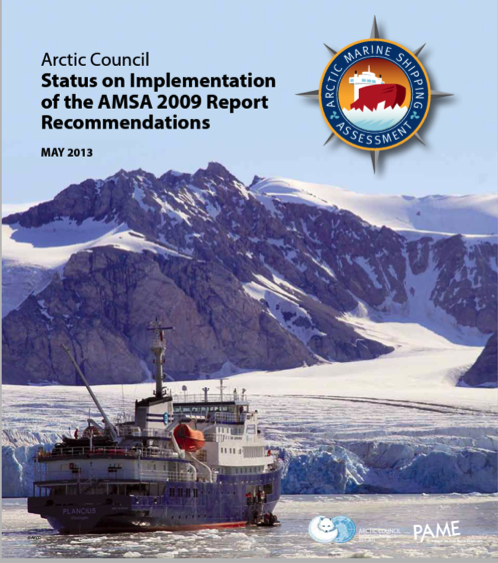 Arctic Council
Status on Implementation
of the AMSA 2009 Report
Recommendations
MAY 2013
ARCTIC MARINE SHIPPING
ASSESSMENT
PLANCIUS
ARCTIC COUNCIL
PAME